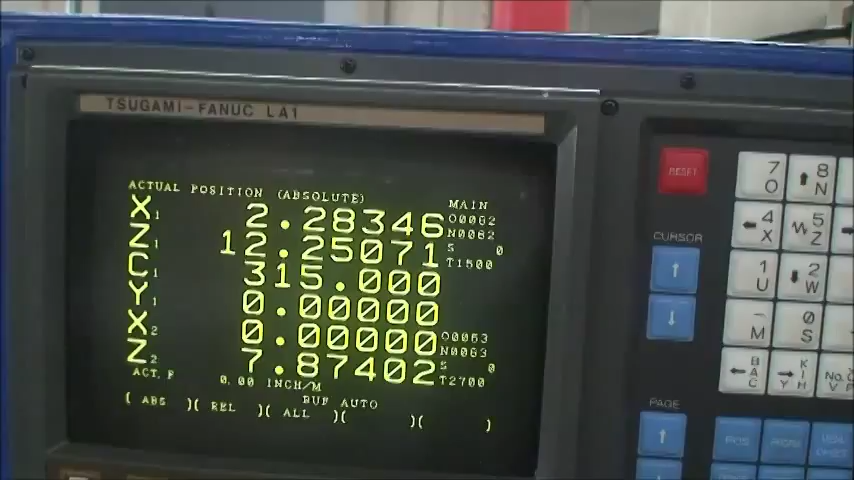 TSUGAMI-FANUC LA1
ACTUAL POSITION (ABSOLUTE)
MAIN
X1 2.28346 O0062
N0062
Z1 12.25071 S 0
C1 315.000 T1500
Y1 0.00000
X2 0.00000 O0063
N0063
Z2 7.87402 S 0
ACT.F 0.00 INCH/M T2700
BUF AUTO
( ABS )( REL )( ALL )( )( )
RESET
7 O
8 N
CURSOR
4 X
5 Z
1 U
2 W
- M
0 S
B A C
K I H
NO.
PAGE
POS